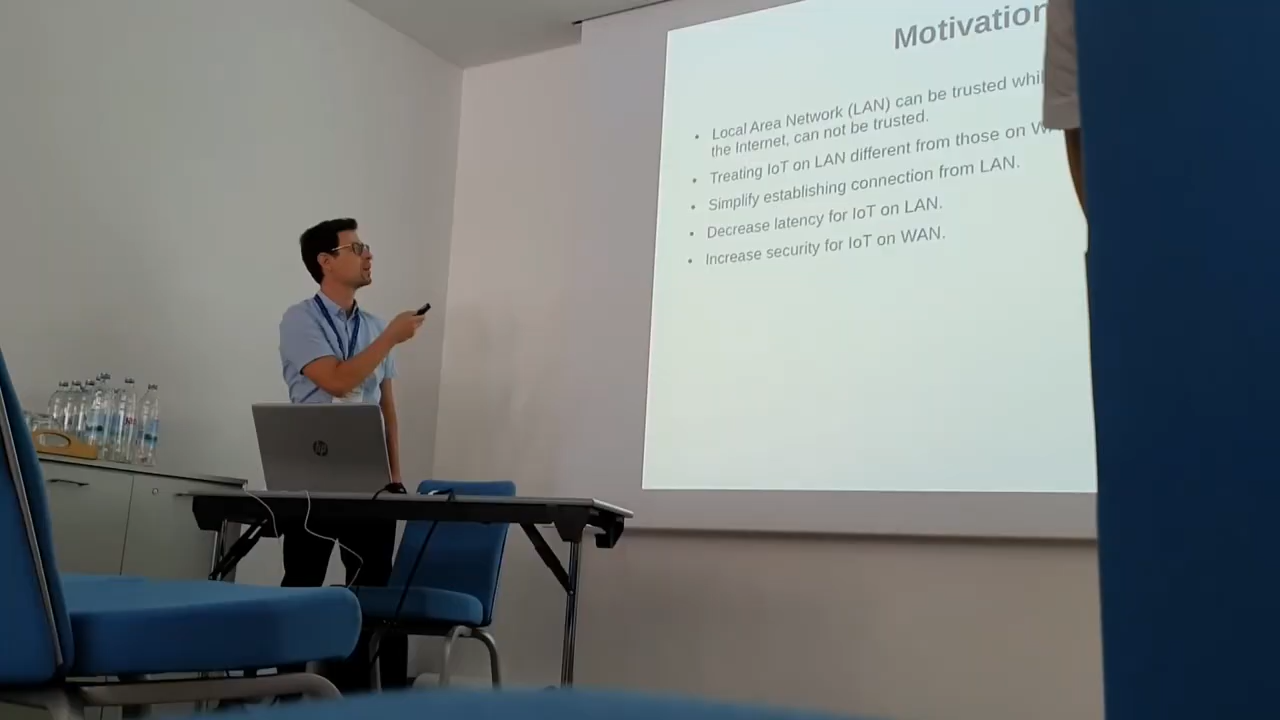 Motivation
• Local Area Network (LAN) can be trusted
the Internet, can not be trusted.
• Treating IoT on LAN different from those on
• Simplify establishing connection from LAN.
• Decrease latency for IoT on LAN.
• Increase security for IoT on WAN.
hp